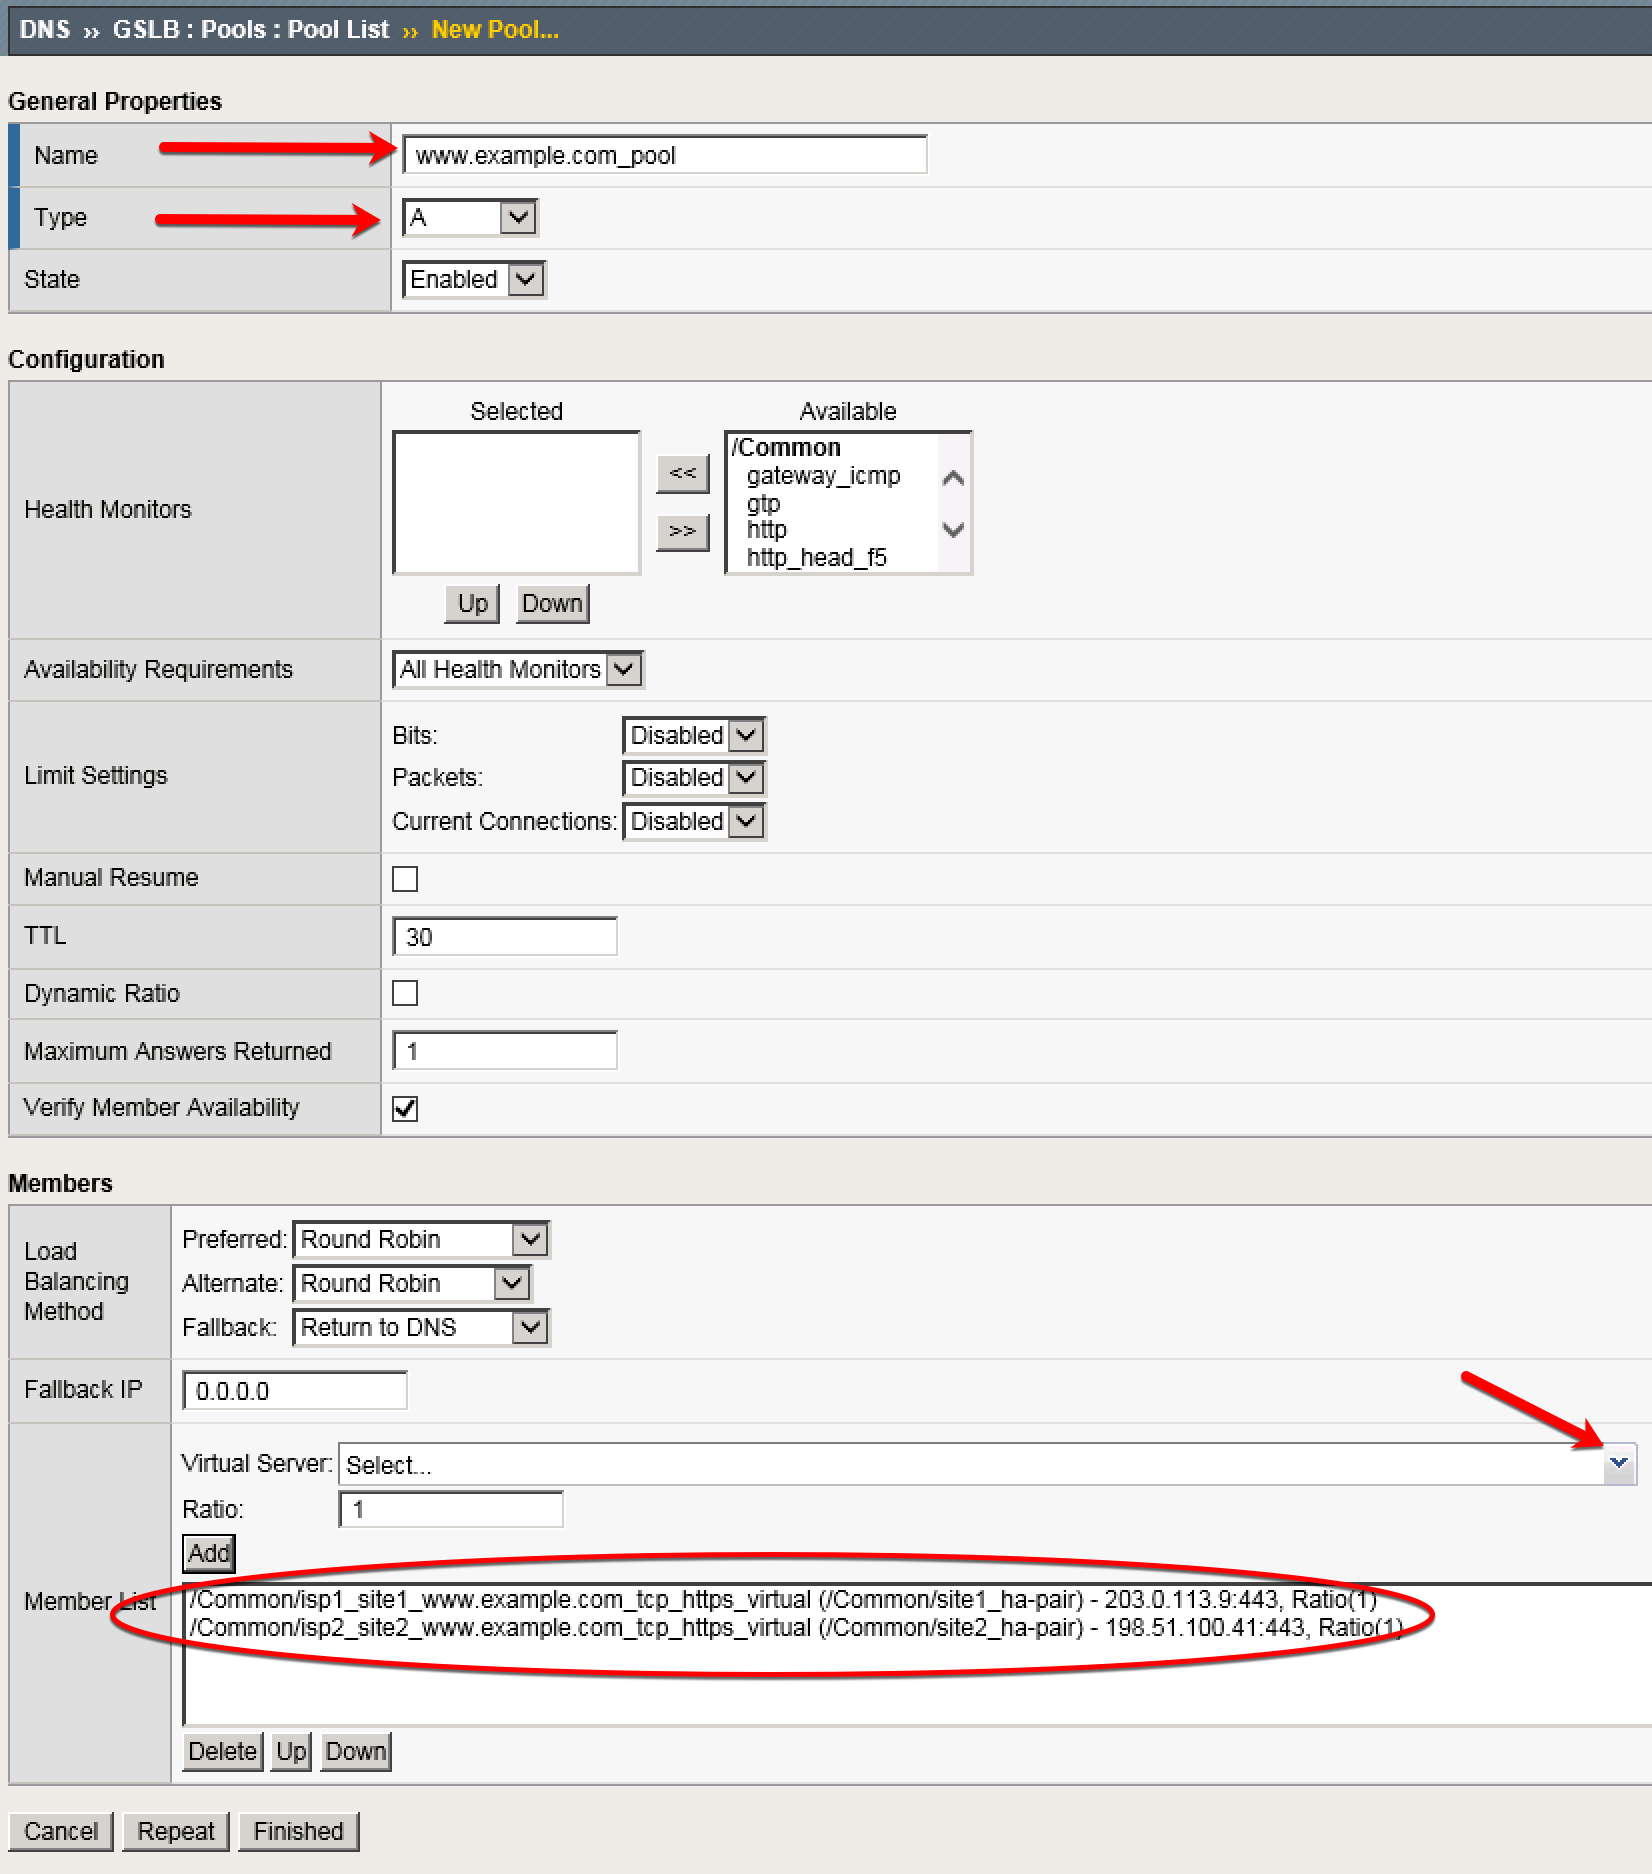 DNS ›› GSLB : Pools : Pool List ›› New Pool...
General Properties
Name www.example.com_pool
Type A
State Enabled
Configuration
Selected Available
Health Monitors
/Common
gateway_icmp
gtp
http
http_head_f5
<<
>>
Up Down
Availability Requirements All Health Monitors
Limit Settings
Bits: Disabled
Packets: Disabled
Current Connections: Disabled
Manual Resume
TTL 30
Dynamic Ratio
Maximum Answers Returned 1
Verify Member Availability
Members
Load
Balancing
Method
Preferred: Round Robin
Alternate: Round Robin
Fallback: Return to DNS
Fallback IP 0.0.0.0
Member List
Virtual Server: Select...
Ratio: 1
Add
/Common/isp1_site1_www.example.com_tcp_https_virtual (/Common/site1_ha-pair) - 203.0.113.9:443, Ratio(1)
/Common/isp2_site2_www.example.com_tcp_https_virtual (/Common/site2_ha-pair) - 198.51.100.41:443, Ratio(1)
Delete Up Down
Cancel Repeat Finished